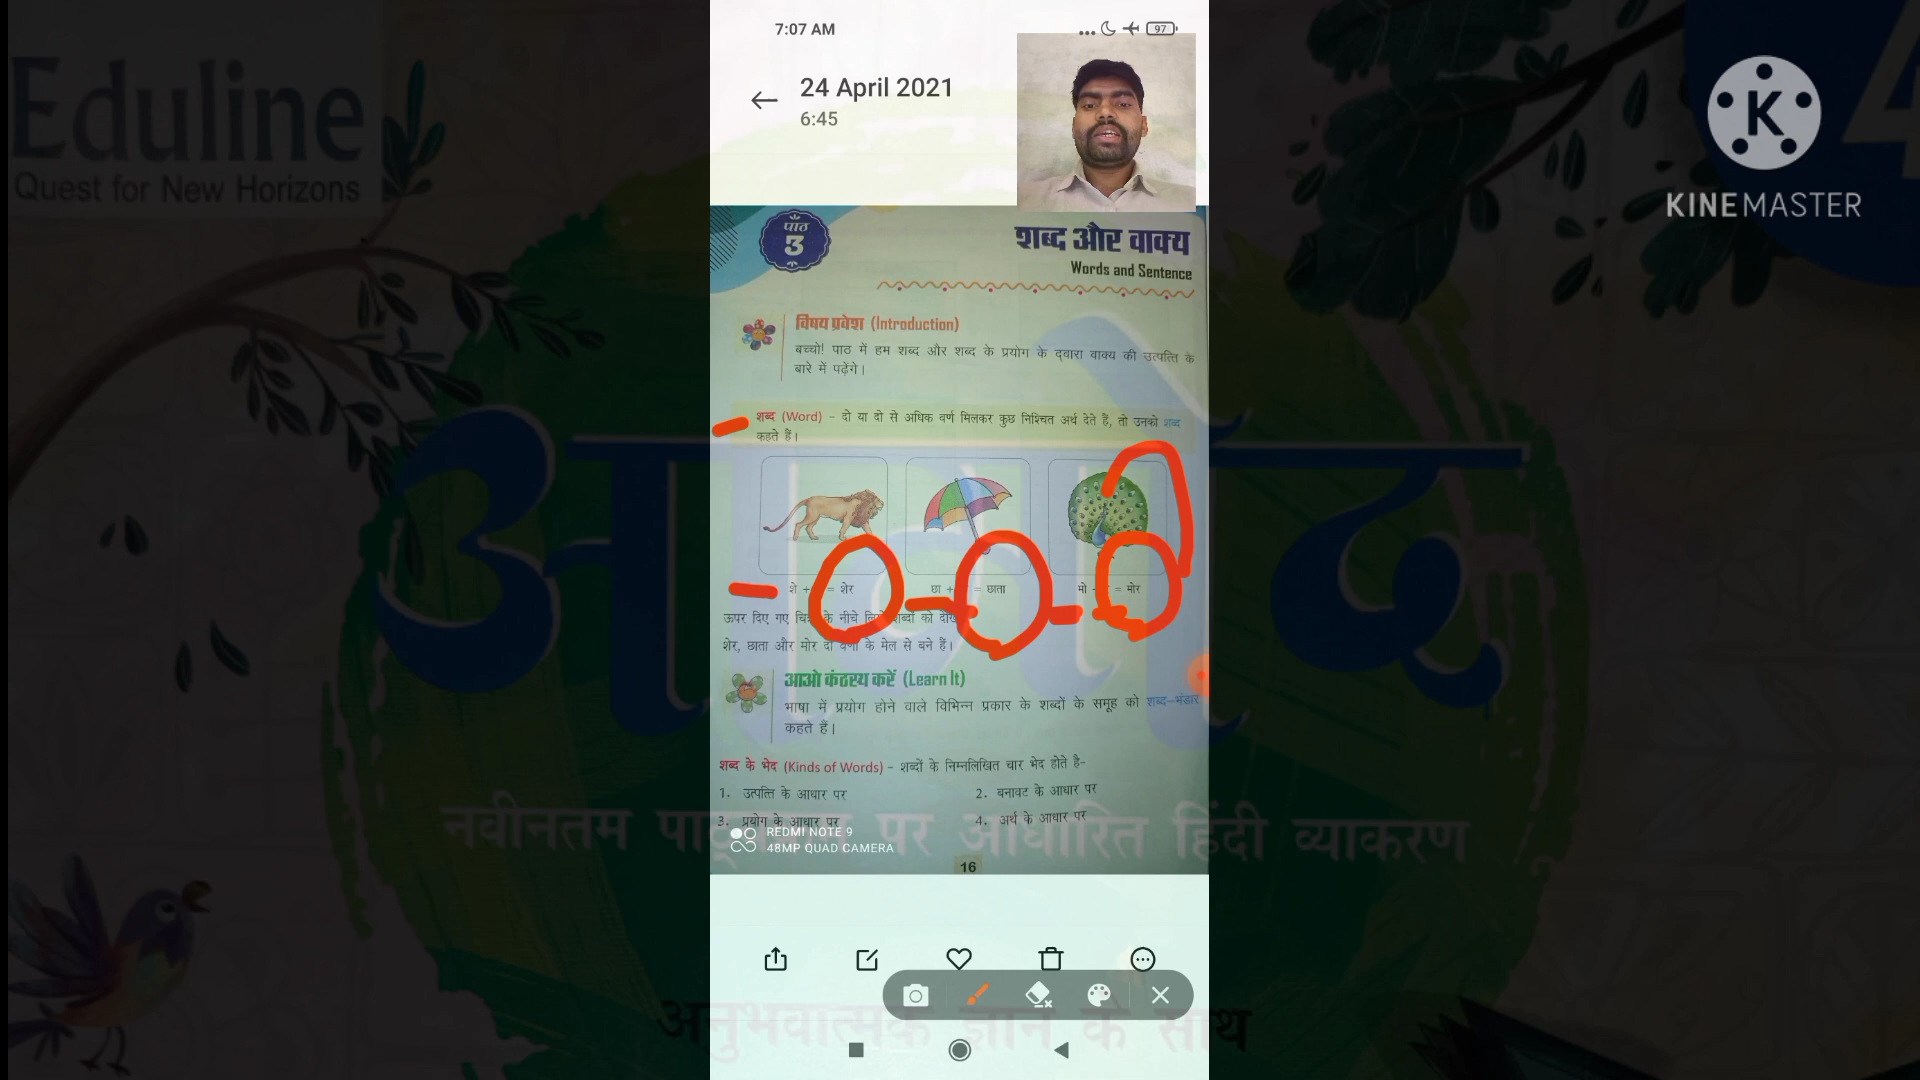 7:07 AM
97
24 April 2021
6:45
Eduline
Quest for New Horizons
KINEMASTER
पाठ
3
शब्द और वाक्य
Words and Sentence
विषय प्रवेश (Introduction)
बच्चो! पाठ में हम शब्द और शब्द के प्रयोग के द्वारा वाक्य की उत्पत्ति के
बारे में पढ़ेंगे।
शब्द (Word) - दो या दो से अधिक वर्ण मिलकर कुछ निश्चित अर्थ देते हैं, तो उनको शब्द
कहते हैं।
शे + = शेर
छा + = छाता
मो = मोर
ऊपर दिए गए के नीचे शब्दों को
शेर, छाता और मोर दो वर्णों के मेल से बने हैं।
आओ कंठस्थ करें (Learn It)
भाषा में प्रयोग होने वाले विभिन्न प्रकार के शब्दों के समूह को शब्द-भंडार
कहते हैं।
शब्द के भेद (Kinds of Words) - शब्दों के निम्नलिखित चार भेद होते हैं-
1. उत्पत्ति के आधार पर
2. बनावट के आधार पर
3. प्रयोग के आधार पर
4. अर्थ के आधार पर
REDMI NOTE 9
48MP QUAD CAMERA
16
नवीनतम पर आधारित हिंदी व्याकरण
अनुभवात्मक ज्ञान के साथ